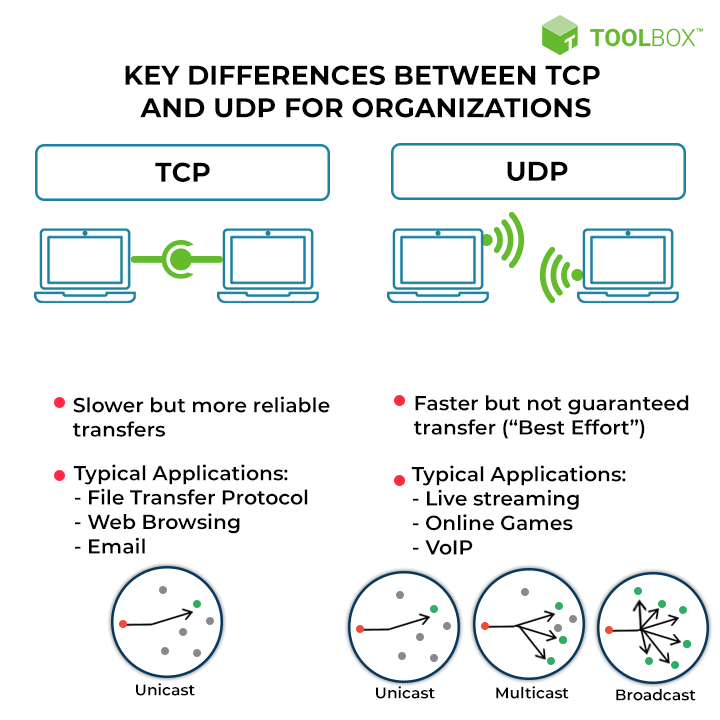 TOOLBOX™
KEY DIFFERENCES BETWEEN TCP
AND UDP FOR ORGANIZATIONS
TCP
UDP
Slower but more reliable
transfers
Typical Applications:
- File Transfer Protocol
- Web Browsing
- Email
Unicast
Faster but not guaranteed
transfer (“Best Effort”)
Typical Applications:
- Live streaming
- Online Games
- VoIP
Unicast
Multicast
Broadcast